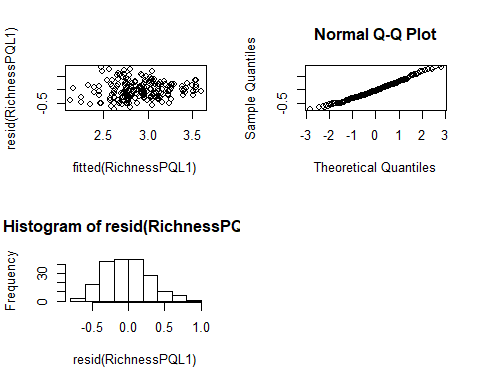 resid(RichnessPQL1)
-0.5
2.5 3.0 3.5
fitted(RichnessPQL1)
Normal Q-Q Plot
Sample Quantiles
-0.5
-3 -2 -1 0 1 2 3
Theoretical Quantiles
Histogram of resid(RichnessPQ
Frequency
0 30
-0.5 0.0 0.5 1.0
resid(RichnessPQL1)